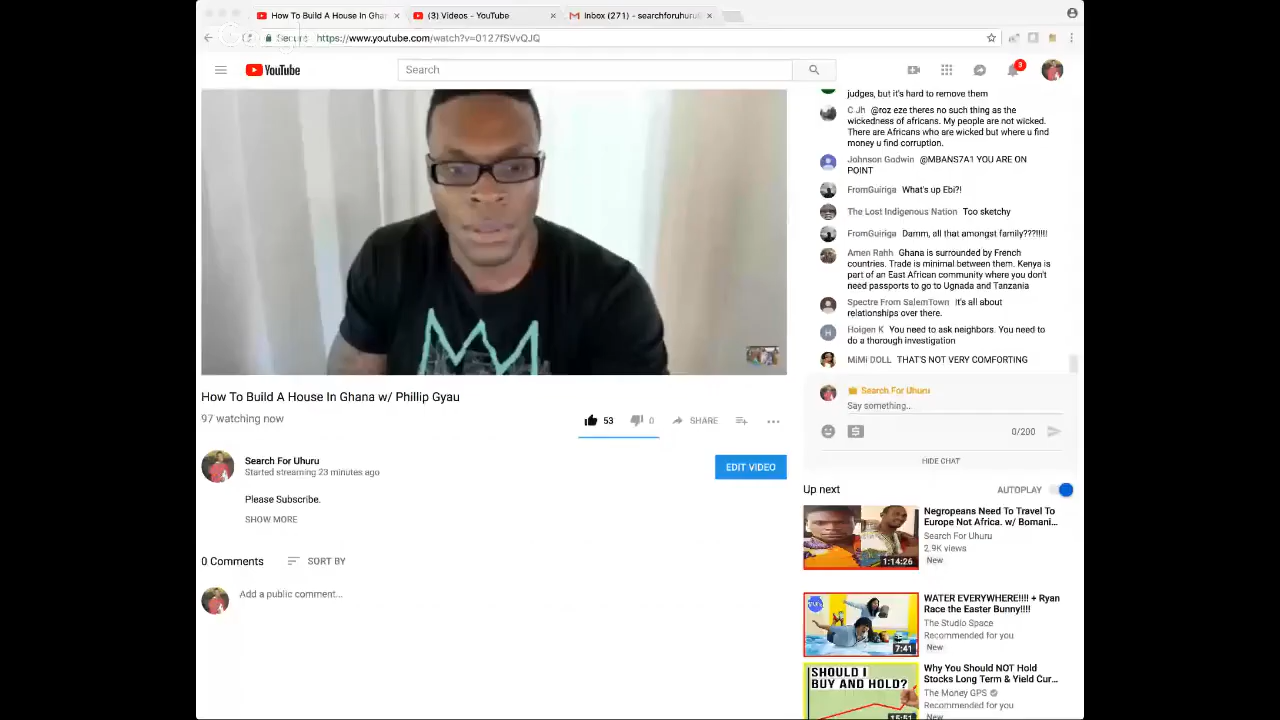 How To Build A House In Ghan
(3) Videos - YouTube
Inbox (271) - searchforuhuru
https://www.youtube.com/watch?v=0127fSVvQJQ
YouTube
Search
3
judges, but it's hard to remove them
C Jh @roz eze theres no such thing as the
wickedness of africans. My people are not wicked.
There are Africans who are wicked but where u find
money u find corruption.
Johnson Godwin @MBANS7A1 YOU ARE ON
POINT
FromGuiriga What's up Ebi?!
The Lost Indigenous Nation Too sketchy
FromGuiriga Damm, all that amongst family???!!!!!
Amen Rahh Ghana is surrounded by French
countries. Trade is minimal between them. Kenya is
part of an East African community where you don't
need passports to go to Ugnada and Tanzania
Spectre From SalemTown It's all about
relationships over there.
H
Hoigen K You need to ask neighbors. You need to
do a thorough investigation
MiMi DOLL THAT'S NOT VERY COMFORTING
Search For Uhuru
Say something...
0/200
HIDE CHAT
How To Build A House In Ghana w/ Phillip Gyau
97 watching now
53
0
SHARE
Search For Uhuru
Started streaming 23 minutes ago
EDIT VIDEO
Please Subscribe.
SHOW MORE
0 Comments
SORT BY
Add a public comment...
Up next
AUTOPLAY
Negropeans Need To Travel To
Europe Not Africa. w/ Bomani...
Search For Uhuru
2.9K views
New
1:14:26
WATER EVERYWHERE!!!! + Ryan
Race the Easter Bunny!!!!
The Studio Space
Recommended for you
New
7:41
SHOULD I
BUY AND HOLD?
Why You Should NOT Hold
Stocks Long Term & Yield Cur...
The Money GPS
Recommended for you
New